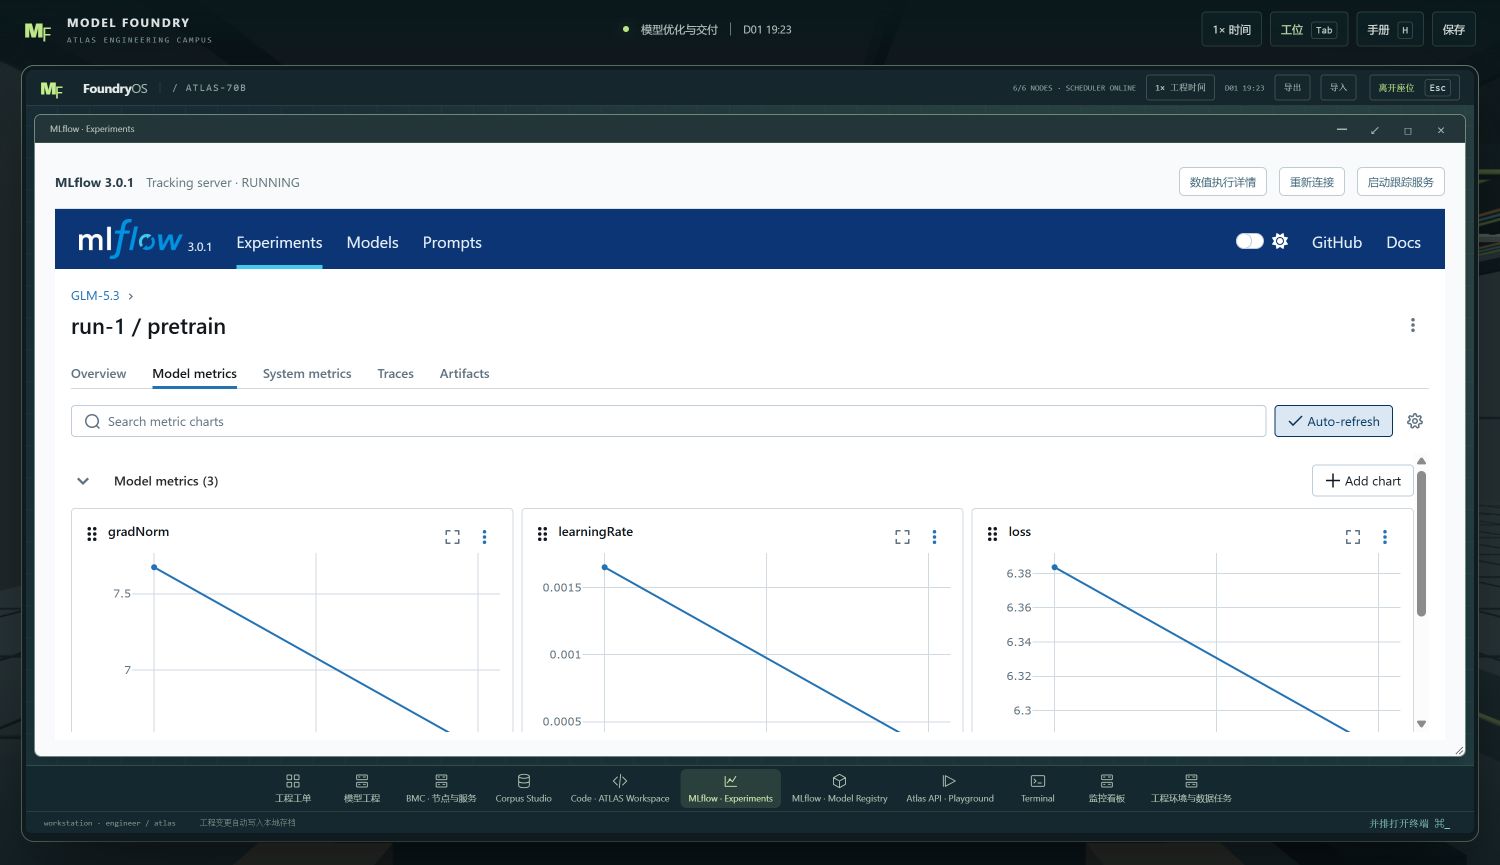 MF
MODEL FOUNDRY
ATLAS ENGINEERING CAMPUS
模型优化与交付
D01 19:23
1× 时间
工位 Tab
手册 H
保存
MF FoundryOS / ATLAS-70B
6/6 NODES · SCHEDULER ONLINE
1× 工程时间
D01 19:23
导出
导入
离开座位 Esc
MLflow · Experiments
MLflow 3.0.1 Tracking server · RUNNING
数值执行详情
重新连接
启动跟踪服务
mlflow 3.0.1 Experiments Models Prompts
GitHub Docs
GLM-5.3 ›
run-1 / pretrain
Overview Model metrics System metrics Traces Artifacts
Search metric charts
Auto-refresh
Model metrics (3)
Add chart
gradNorm
7.5
7
learningRate
0.0015
0.001
0.0005
loss
6.38
6.36
6.34
6.32
6.3
工程工单
模型工程
BMC · 节点与服务
Corpus Studio
Code · ATLAS Workspace
MLflow · Experiments
MLflow · Model Registry
Atlas API · Playground
Terminal
监控看板
工程环境与数据任务
workstation · engineer / atlas
工程变更自动写入本地存档
并排打开终端 ⌘_